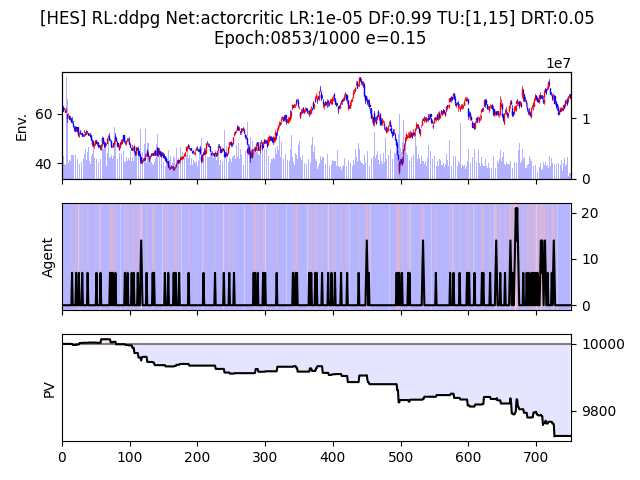 [HES] RL:ddpg Net:actorcritic LR:1e-05 DF:0.99 TU:[1,15] DRT:0.05
Epoch:0853/1000 e=0.15
1e7
Env.
60
40
1
0
Agent
20
10
0
PV
10000
9800
0 100 200 300 400 500 600 700